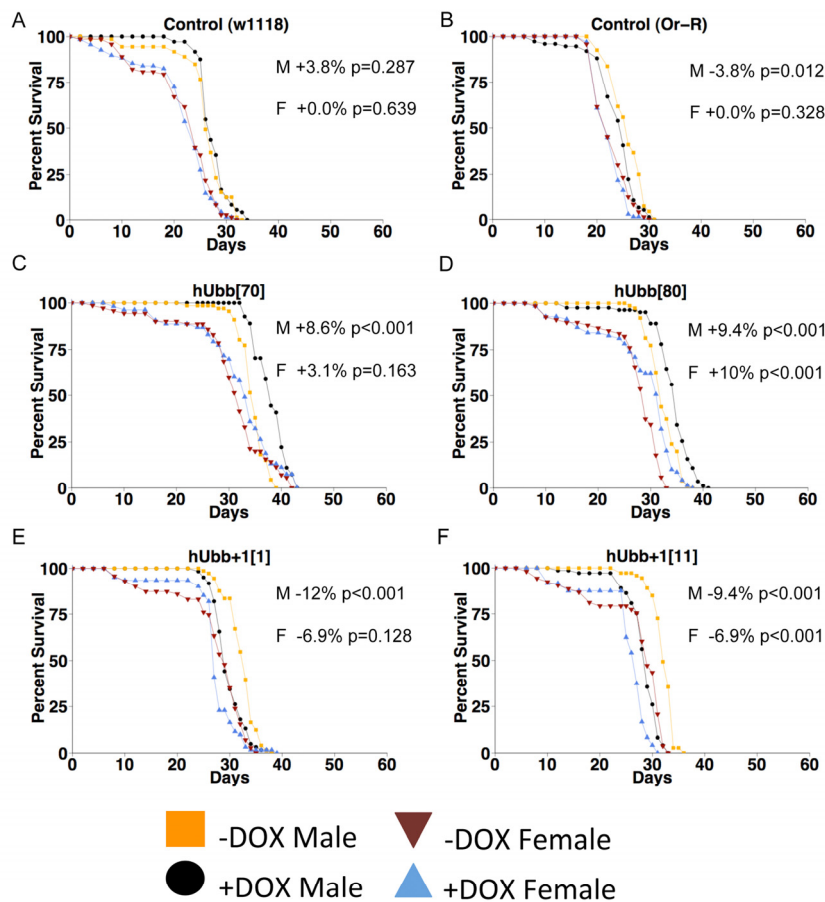 A
Control (w1118)
Percent Survival
100
75
50
25
0
M +3.8% p=0.287
F +0.0% p=0.639
0 10 20 30 40 50 60
Days
B
Control (Or-R)
Percent Survival
100
75
50
25
0
M -3.8% p=0.012
F +0.0% p=0.328
0 10 20 30 40 50 60
Days
C
hUbb[70]
Percent Survival
100
75
50
25
0
M +8.6% p<0.001
F +3.1% p=0.163
0 10 20 30 40 50 60
Days
D
hUbb[80]
Percent Survival
100
75
50
25
0
M +9.4% p<0.001
F +10% p<0.001
0 10 20 30 40 50 60
Days
E
hUbb+1[1]
Percent Survival
100
75
50
25
0
M -12% p<0.001
F -6.9% p=0.128
0 10 20 30 40 50 60
Days
F
hUbb+1[11]
Percent Survival
100
75
50
25
0
M -9.4% p<0.001
F -6.9% p<0.001
0 10 20 30 40 50 60
Days
-DOX Male
-DOX Female
+DOX Male
+DOX Female